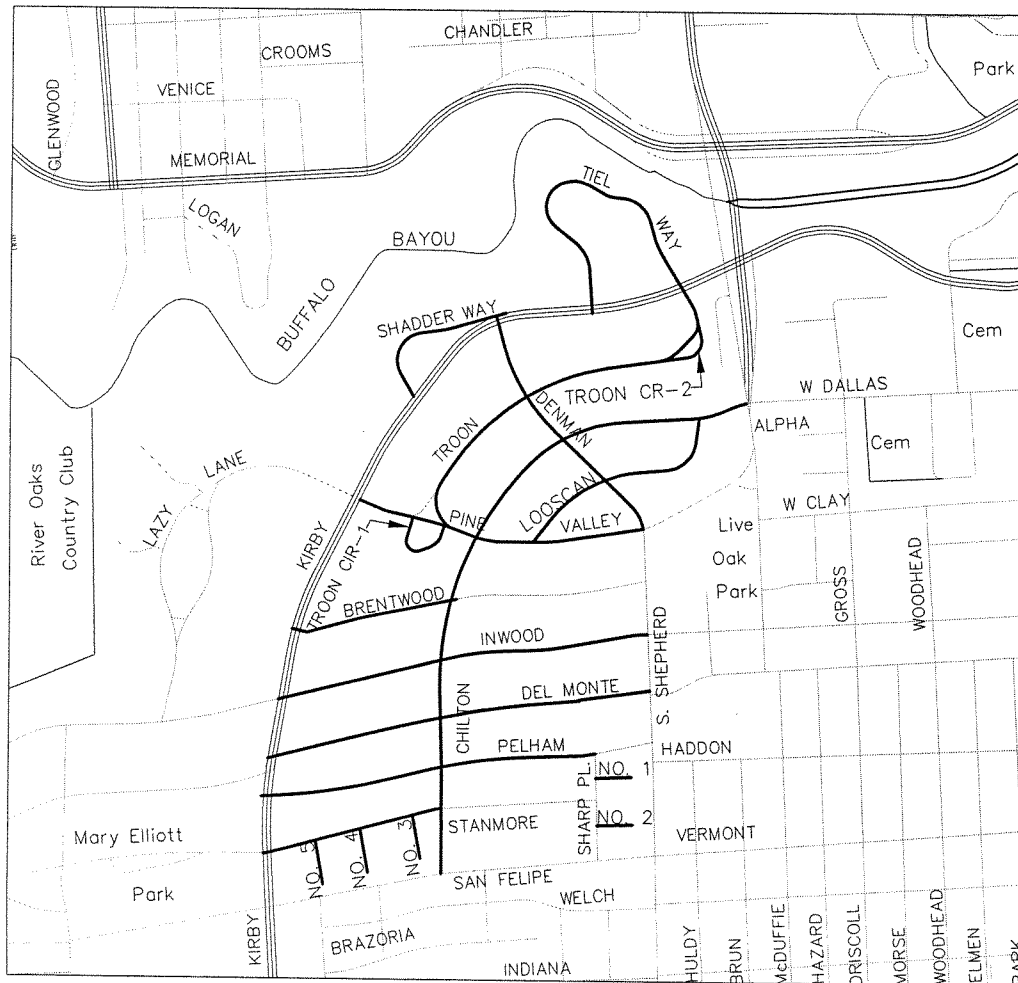 CHANDLER
CROOMS
Park
VENICE
GLENWOOD
MEMORIAL
TIEL
WAY
LOGAN
BAYOU
BUFFALO
SHADDER WAY
Cem
W DALLAS
TROON CR-2
DENMAN
ALPHA
TROON
Cem
LANE
LAZY
River Oaks
Country Club
LOOSCAN
W CLAY
PINE
VALLEY
Live
Oak
Park
KIRBY
TROON CIR-1
BRENTWOOD
GROSS
WOODHEAD
INWOOD
S. SHEPHERD
DEL MONTE
CHILTON
PELHAM
HADDON
NO. 1
SHARP PL.
NO. 2
Mary Elliott
Park
STANMORE
VERMONT
NO. 5
NO. 4
NO. 3
SAN FELIPE
WELCH
BRAZORIA
KIRBY
INDIANA
HULDY
BRUN
McDUFFIE
HAZARD
DRISCOLL
MORSE
WOODHEAD
ELMEN
PARK